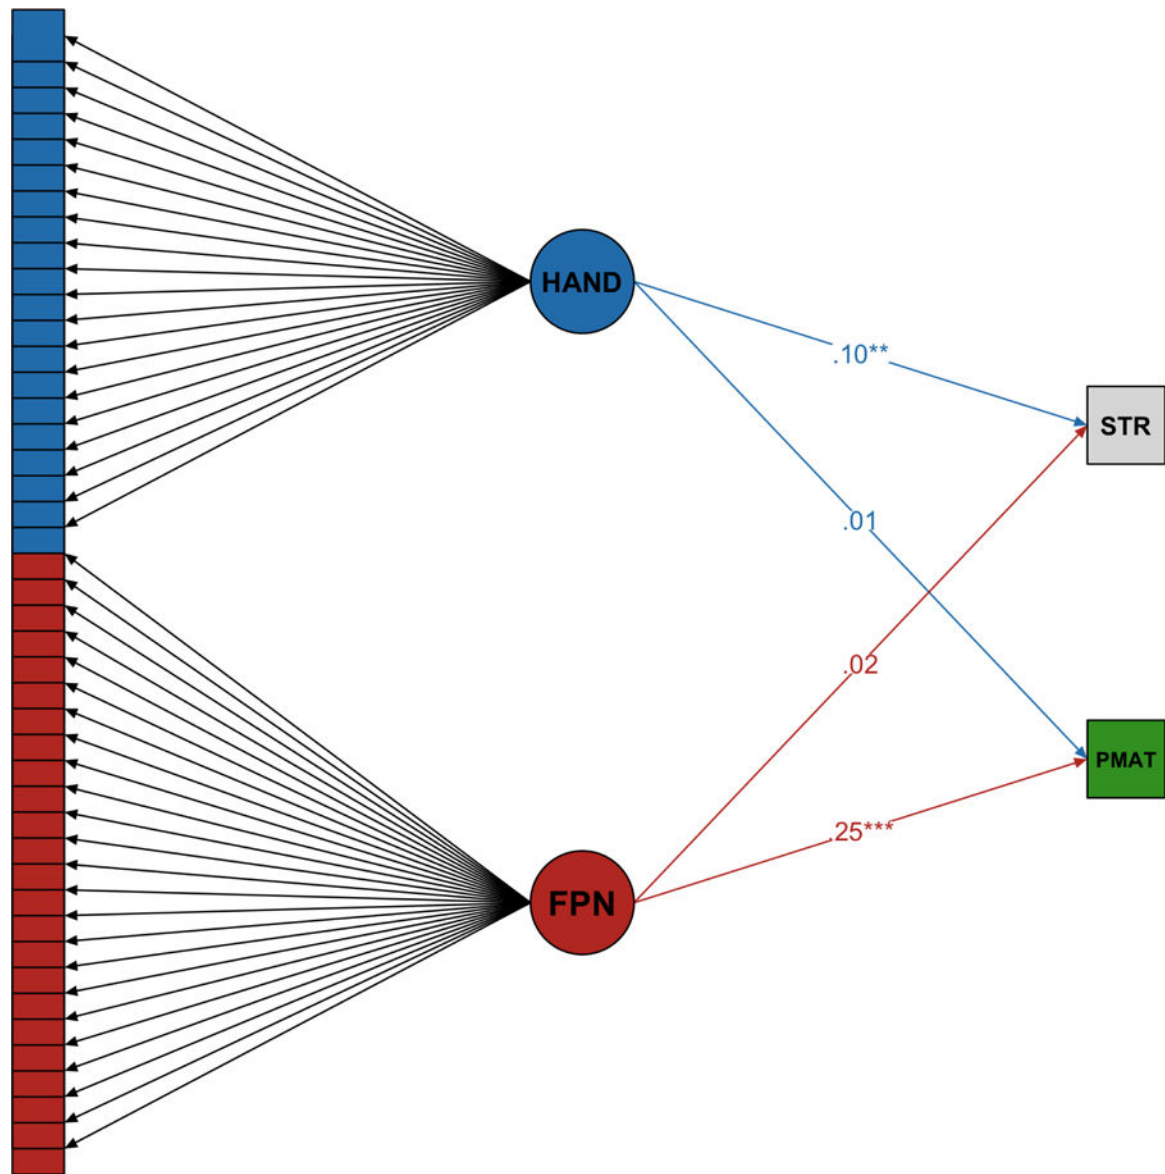 HAND
.10**
STR
.01
.02
PMAT
.25***
FPN